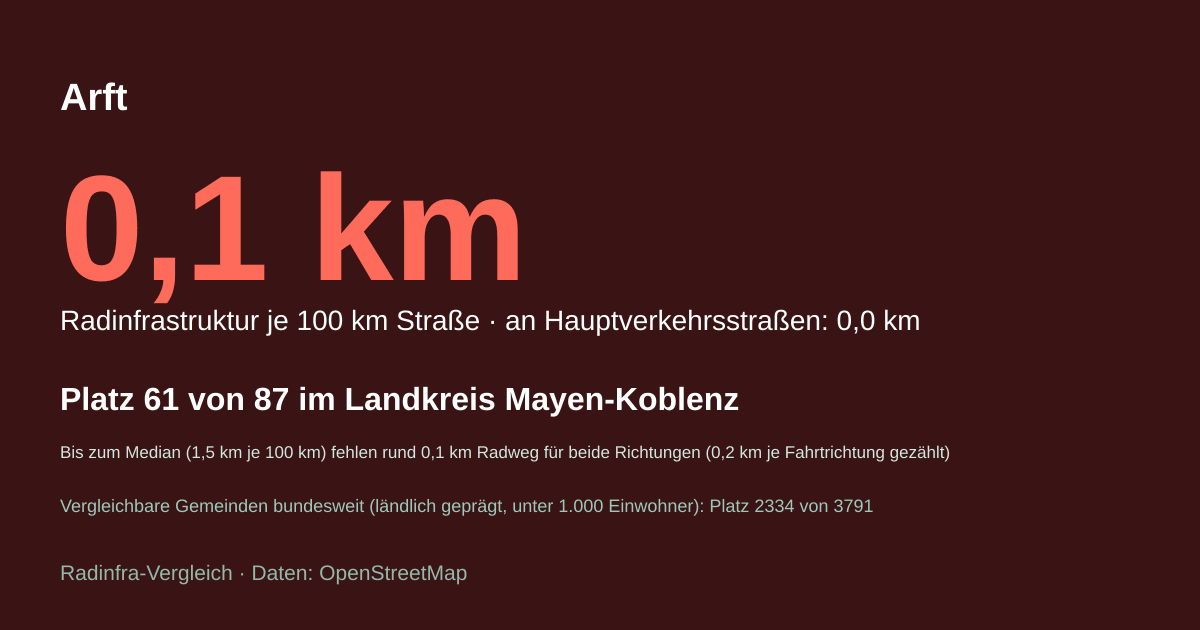 Arft
0,1 km
Radinfrastruktur je 100 km Straße · an Hauptverkehrsstraßen: 0,0 km
Platz 61 von 87 im Landkreis Mayen-Koblenz
Bis zum Median (1,5 km je 100 km) fehlen rund 0,1 km Radweg für beide Richtungen (0,2 km je Fahrtrichtung gezählt)
Vergleichbare Gemeinden bundesweit (ländlich geprägt, unter 1.000 Einwohner): Platz 2334 von 3791
Radinfra-Vergleich · Daten: OpenStreetMap